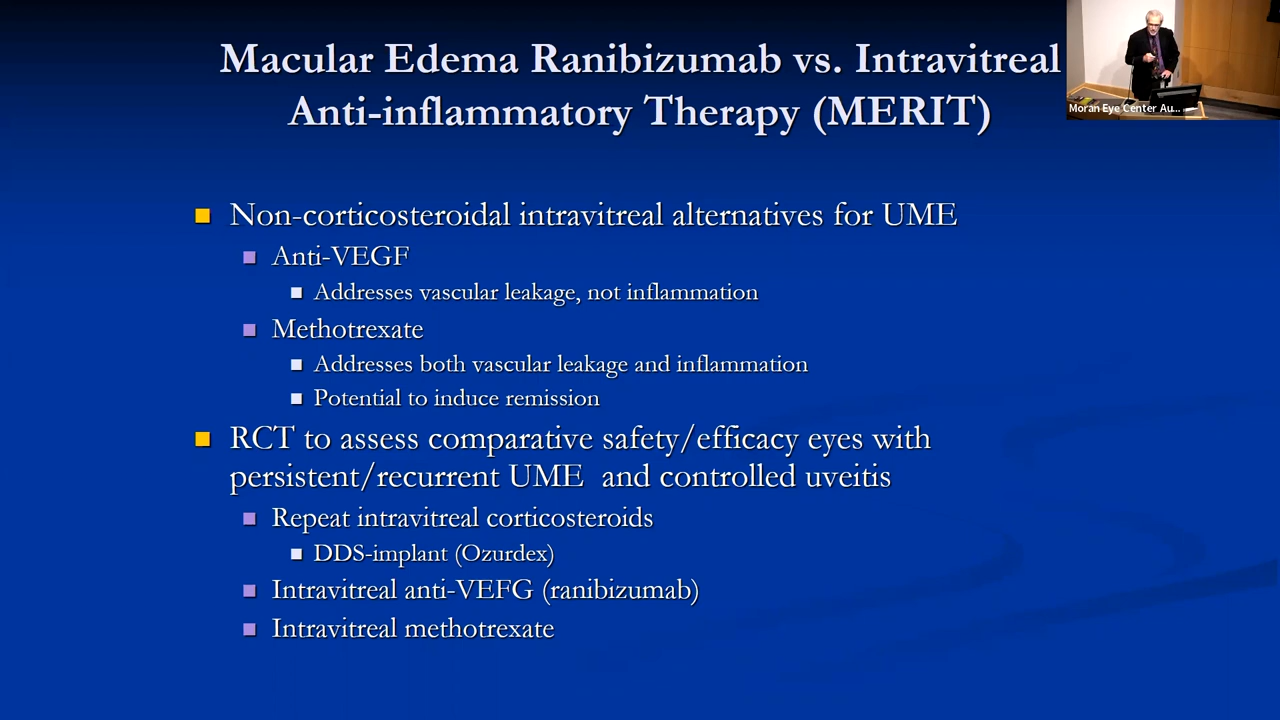 Macular Edema Ranibizumab vs. Intravitreal
Anti-inflammatory Therapy (MERIT)
Moran Eye Center Au...
Non-corticosteroidal intravitreal alternatives for UME
Anti-VEGF
Addresses vascular leakage, not inflammation
Methotrexate
Addresses both vascular leakage and inflammation
Potential to induce remission
RCT to assess comparative safety/efficacy eyes with
persistent/recurrent UME and controlled uveitis
Repeat intravitreal corticosteroids
DDS-implant (Ozurdex)
Intravitreal anti-VEFG (ranibizumab)
Intravitreal methotrexate